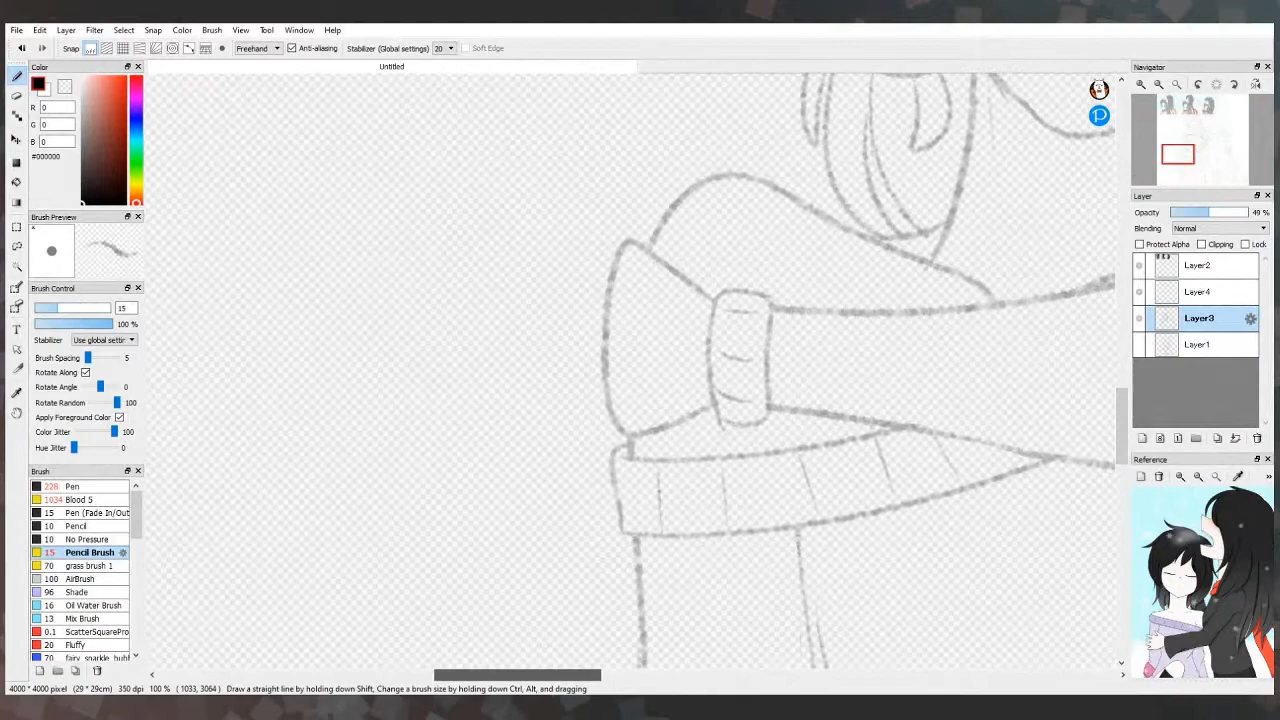 File Edit Layer Filter Select Snap Color Brush View Tool Window Help
Snap off Freehand Anti-aliasing Stabilizer (Global settings) 20 Soft Edge
Color
Untitled
Navigator
R 0
G 0
B 0
#000000
Brush Preview
Brush Control
15
100 %
Stabilizer Use global settir
Brush Spacing 5
Rotate Along
Rotate Angle 0
Rotate Random 100
Apply Foreground Color
Color Jitter 100
Hue Jitter 0
Brush
228 Pen
1034 Blood 5
15 Pen (Fade In/Out
10 Pencil
10 No Pressure
15 Pencil Brush
70 grass brush 1
100 AirBrush
96 Shade
16 Oil Water Brush
13 Mix Brush
0.1 ScatterSquarePro
20 Fluffy
70 fairy_sparkle_bubl
Layer
Opacity 49 %
Blending Normal
Protect Alpha Clipping Lock
Layer2
Layer4
Layer3
Layer1
Reference
4000 * 4000 pixel (29 * 29cm) 350 dpi 100 % ( 1033, 3064 ) Draw a straight line by holding down Shift, Change a brush size by holding down Ctrl, Alt, and dragging